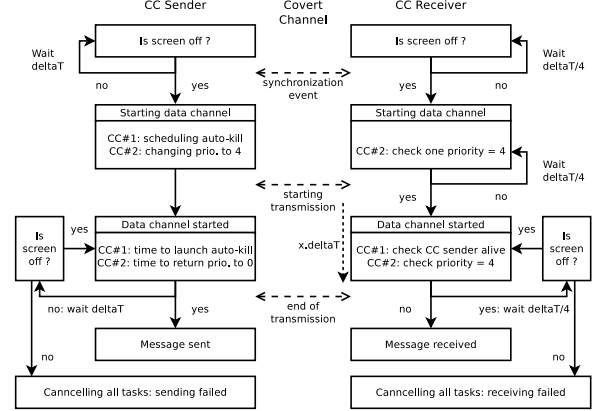 CC Sender
Covert
Channel
CC Receiver
Is screen off ?
Is screen off ?
Wait
deltaT
Wait
deltaT/4
no
yes
synchronization
event
yes
no
Starting data channel
CC#1: scheduling auto-kill
CC#2: changing prio. to 4
Starting data channel
CC#2: check one priority = 4
Wait
deltaT/4
starting
transmission
yes
no
Data channel started
CC#1: time to launch auto-kill
CC#2: time to return prio. to 0
Is
screen
off ?
yes
x.deltaT
Data channel started
CC#1: check CC sender alive
CC#2: check priority = 4
yes
Is
screen
off ?
no: wait deltaT
yes
end of
transmission
no
yes: wait deltaT/4
Message sent
Message received
no
no
Canncelling all tasks: sending failed
Canncelling all tasks: receiving failed